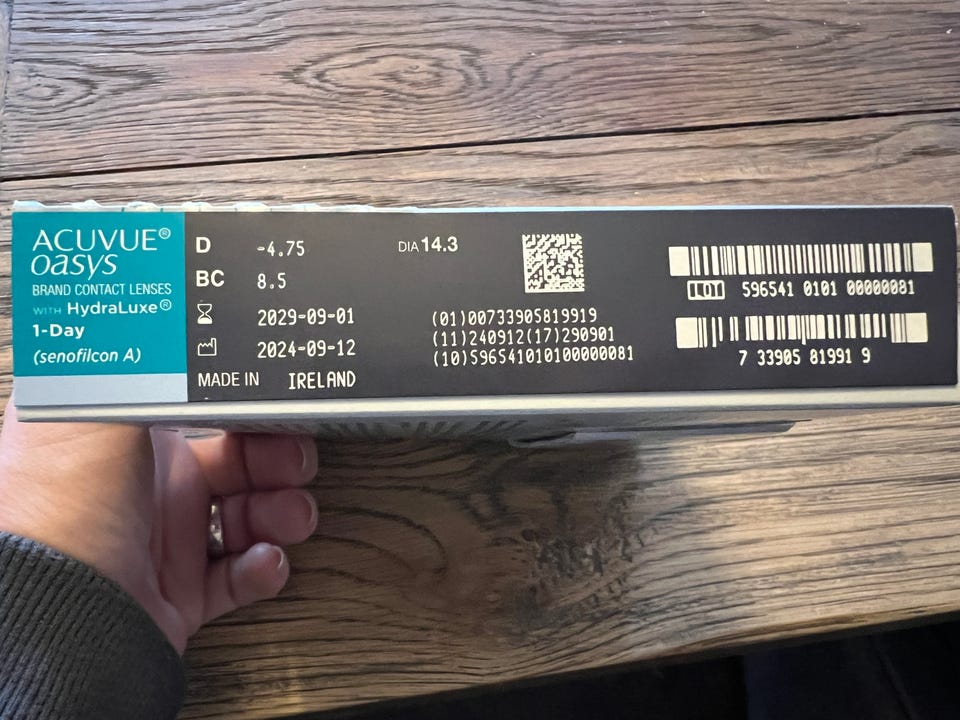 ACUVUE®
oasys
BRAND CONTACT LENSES
WITH HydraLuxe®
1-Day
(senofilcon A)
D -4.75 DIA 14.3
BC 8.5
2029-09-01
2024-09-12
MADE IN IRELAND
(01)00733905819919
(11)240912(17)290901
(10)596541010100000081
LOT 596541 0101 00000081
7 33905 81991 9